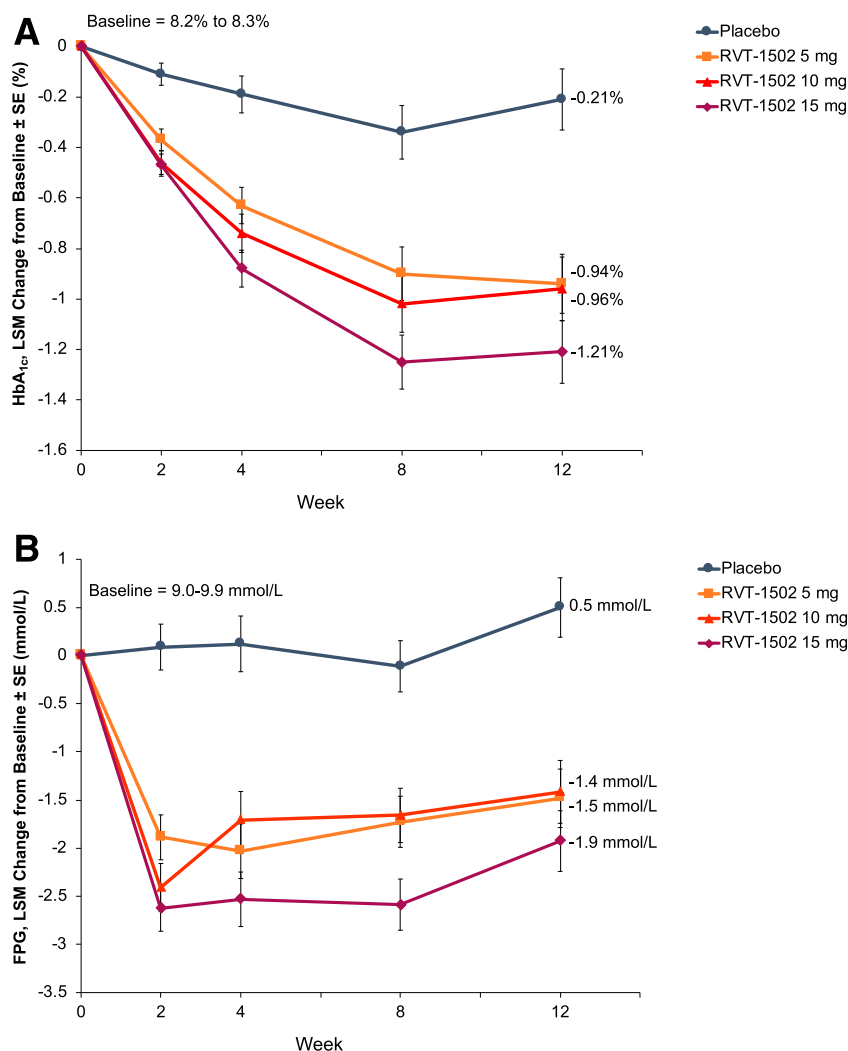 A
Baseline = 8.2% to 8.3%
HbA1c, LSM Change from Baseline ± SE (%)
0
-0.2
-0.4
-0.6
-0.8
-1
-1.2
-1.4
-1.6
-0.21%
-0.94%
-0.96%
-1.21%
0
2
4
8
12
Week
Placebo
RVT-1502 5 mg
RVT-1502 10 mg
RVT-1502 15 mg
B
Baseline = 9.0-9.9 mmol/L
FPG, LSM Change from Baseline ± SE (mmol/L)
1
0.5
0
-0.5
-1
-1.5
-2
-2.5
-3
-3.5
0.5 mmol/L
-1.4 mmol/L
-1.5 mmol/L
-1.9 mmol/L
0
2
4
8
12
Week
Placebo
RVT-1502 5 mg
RVT-1502 10 mg
RVT-1502 15 mg